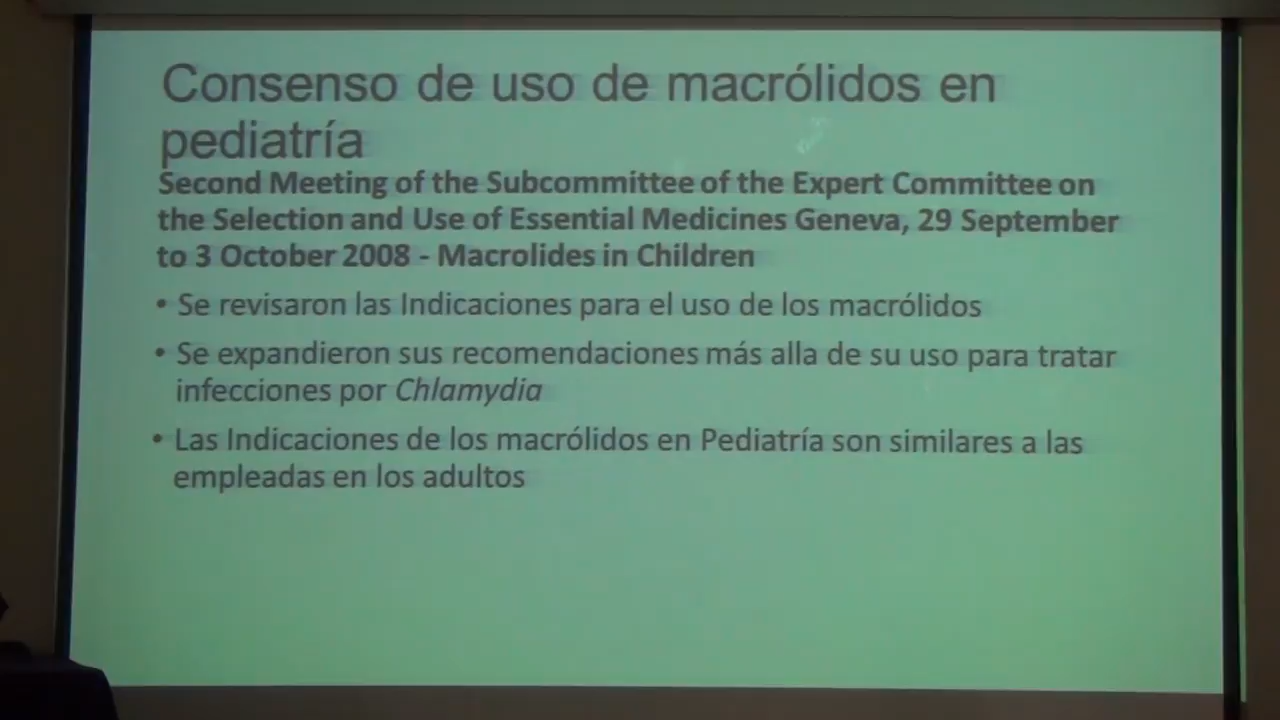 Consenso de uso de macrólidos en
pediatría
Second Meeting of the Subcommittee of the Expert Committee on
the Selection and Use of Essential Medicines Geneva, 29 September
to 3 October 2008 - Macrolides in Children
• Se revisaron las Indicaciones para el uso de los macrólidos
• Se expandieron sus recomendaciones más alla de su uso para tratar
infecciones por Chlamydia
• Las Indicaciones de los macrólidos en Pediatría son similares a las
empleadas en los adultos